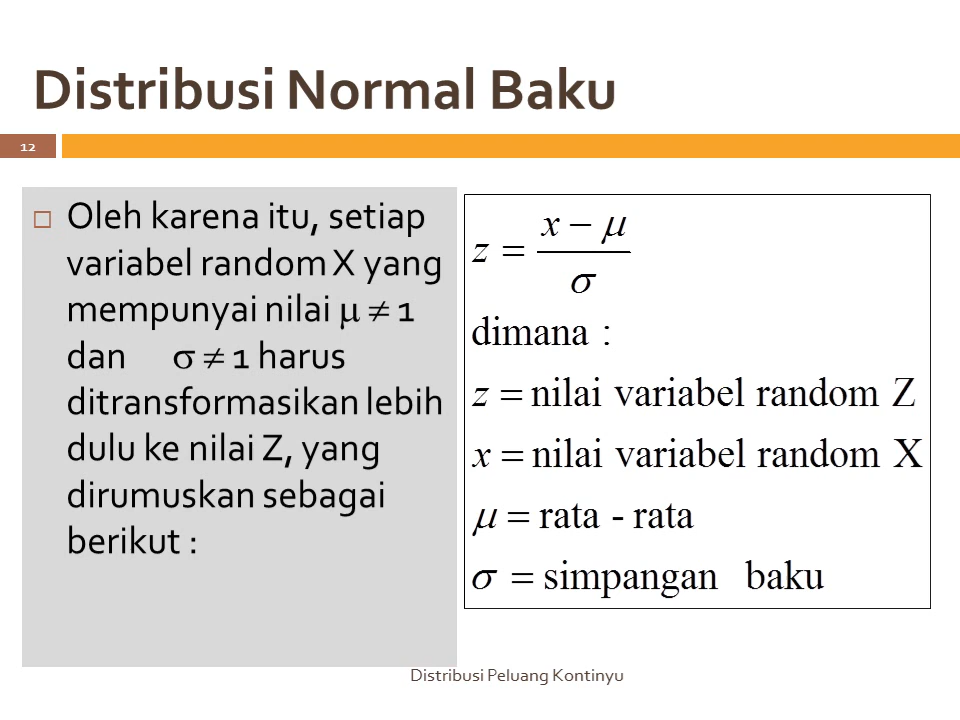 Distribusi Normal Baku
12
□ Oleh karena itu, setiap
variabel random X yang
mempunyai nilai μ ≠ 1
dan σ ≠ 1 harus
ditransformasikan lebih
dulu ke nilai Z, yang
dirumuskan sebagai
berikut :
z = (x − μ) / σ
dimana :
z = nilai variabel random Z
x = nilai variabel random X
μ = rata - rata
σ = simpangan baku
Distribusi Peluang Kontinyu